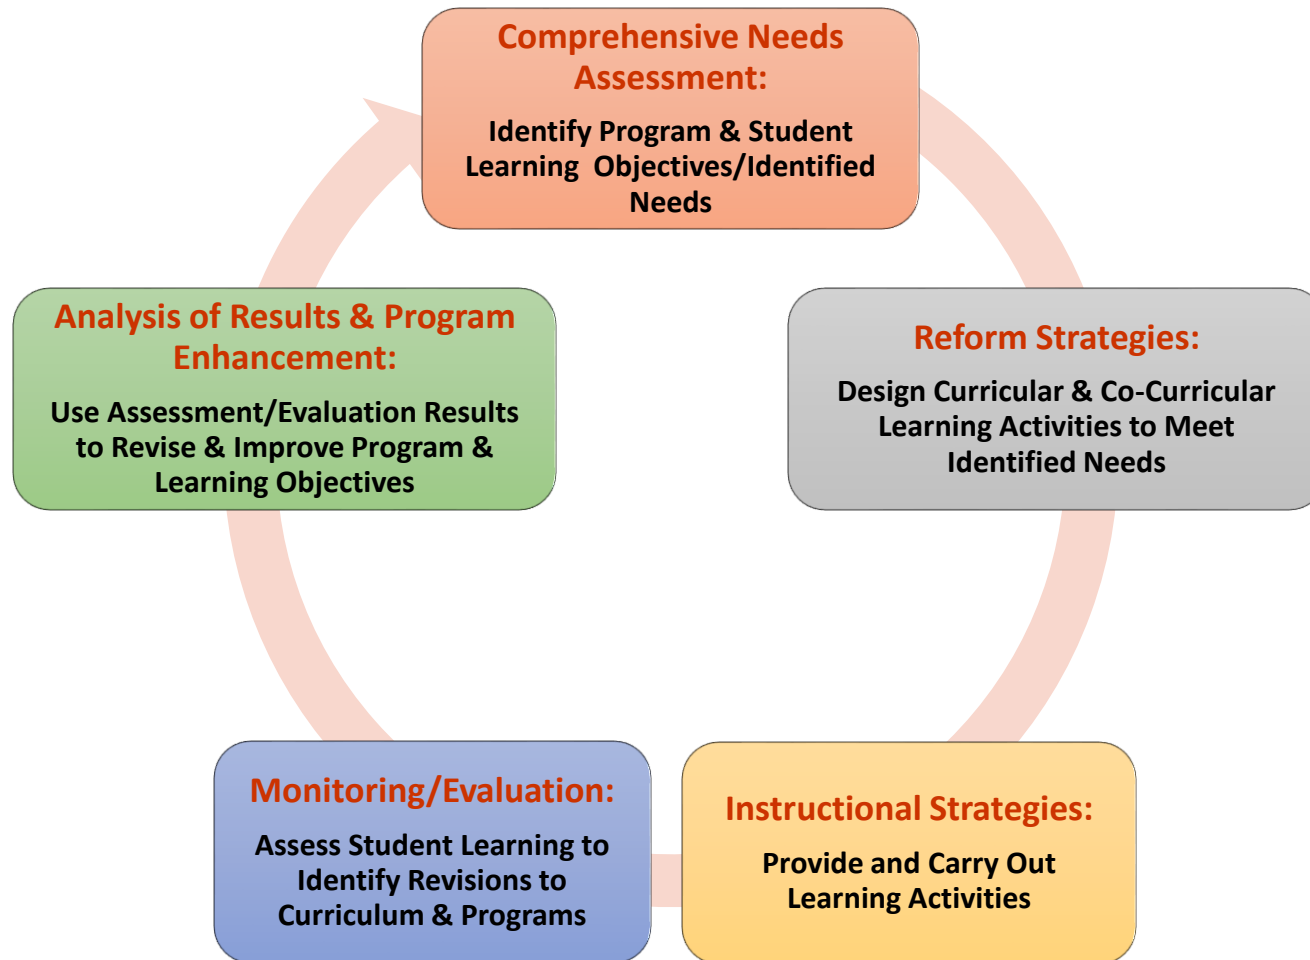 Comprehensive Needs
Assessment:
Identify Program & Student
Learning Objectives/Identified
Needs
Reform Strategies:
Design Curricular & Co-Curricular
Learning Activities to Meet
Identified Needs
Instructional Strategies:
Provide and Carry Out
Learning Activities
Monitoring/Evaluation:
Assess Student Learning to
Identify Revisions to
Curriculum & Programs
Analysis of Results & Program
Enhancement:
Use Assessment/Evaluation Results
to Revise & Improve Program &
Learning Objectives